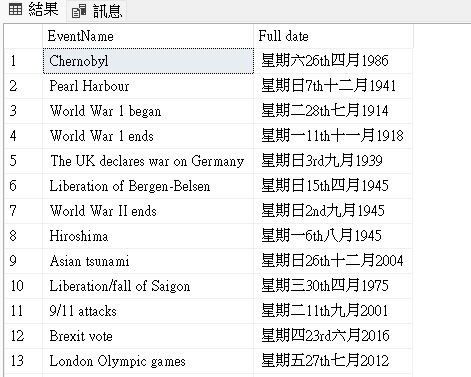 結果 訊息
EventName Full date
1 Chernobyl 星期六26th四月1986
2 Pearl Harbour 星期日7th十二月1941
3 World War 1 began 星期二28th七月1914
4 World War 1 ends 星期一11th十一月1918
5 The UK declares war on Germany 星期日3rd九月1939
6 Liberation of Bergen-Belsen 星期日15th四月1945
7 World War II ends 星期日2nd九月1945
8 Hiroshima 星期一6th八月1945
9 Asian tsunami 星期日26th十二月2004
10 Liberation/fall of Saigon 星期三30th四月1975
11 9/11 attacks 星期二11th九月2001
12 Brexit vote 星期四23rd六月2016
13 London Olympic games 星期五27th七月2012